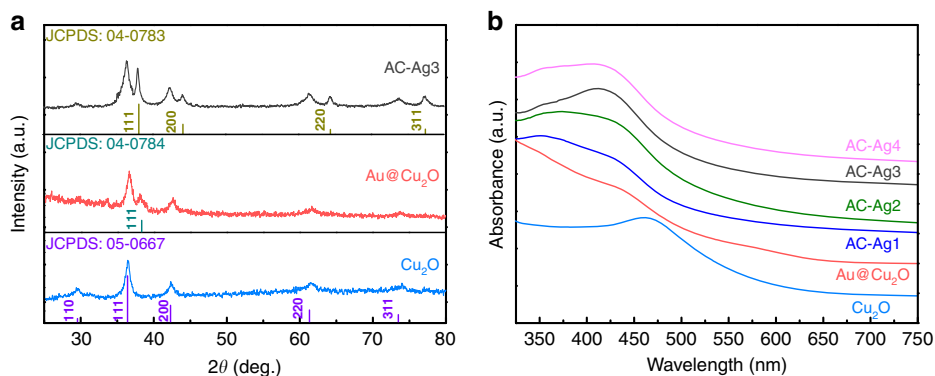 a
JCPDS: 04-0783
AC-Ag3
111
200
220
311
JCPDS: 04-0784
Au@Cu₂O
111
JCPDS: 05-0667
Cu₂O
110
111
200
220
311
Intensity (a.u.)
30 40 50 60 70 80
2θ (deg.)
b
AC-Ag4
AC-Ag3
AC-Ag2
AC-Ag1
Au@Cu₂O
Cu₂O
Absorbance (a.u.)
350 400 450 500 550 600 650 700 750
Wavelength (nm)